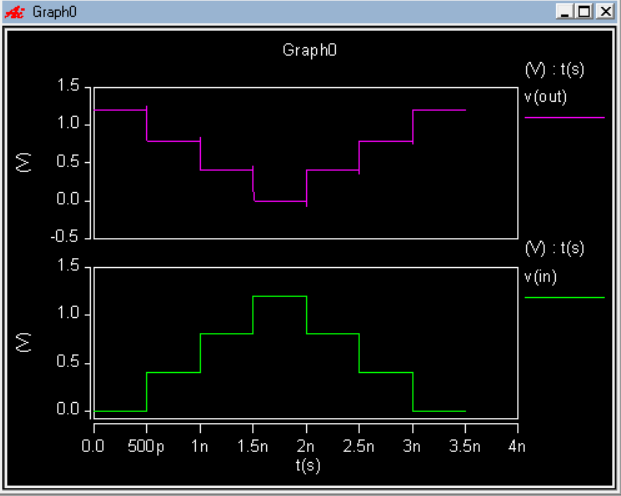 Graph0
Graph0
(V) : t(s)
v(out)
1.5
1.0
0.5
0.0
-0.5
(V)
(V) : t(s)
v(in)
1.5
1.0
0.5
0.0
(V)
0.0 500p 1n 1.5n 2n 2.5n 3n 3.5n 4n
t(s)